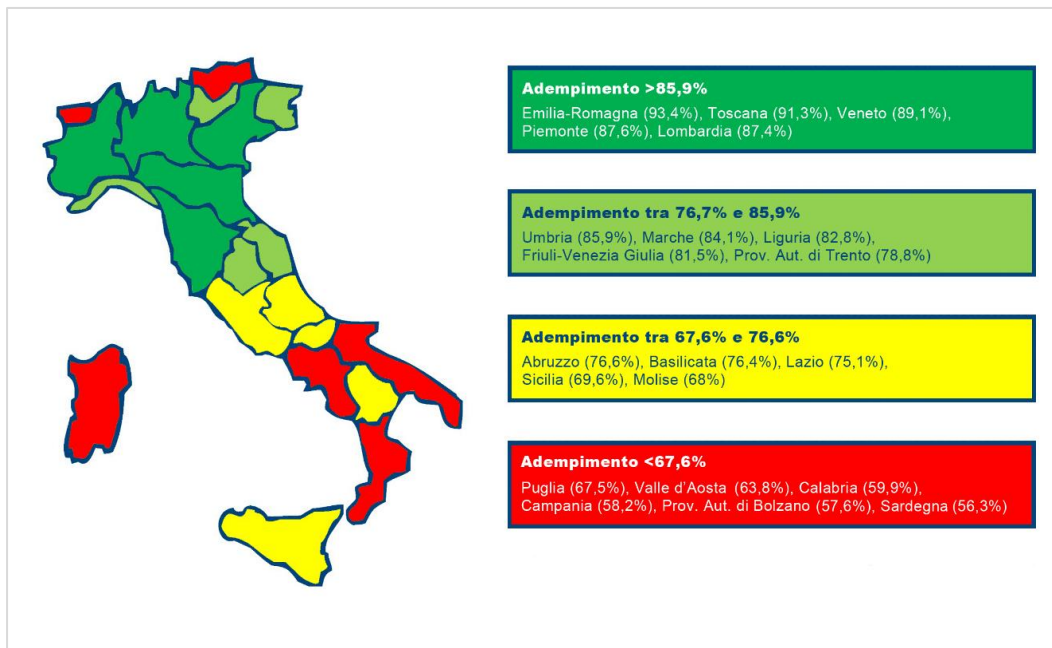 Adempimento >85,9%
Emilia-Romagna (93,4%), Toscana (91,3%), Veneto (89,1%),
Piemonte (87,6%), Lombardia (87,4%)
Adempimento tra 76,7% e 85,9%
Umbria (85,9%), Marche (84,1%), Liguria (82,8%),
Friuli-Venezia Giulia (81,5%), Prov. Aut. di Trento (78,8%)
Adempimento tra 67,6% e 76,6%
Abruzzo (76,6%), Basilicata (76,4%), Lazio (75,1%),
Sicilia (69,6%), Molise (68%)
Adempimento <67,6%
Puglia (67,5%), Valle d’Aosta (63,8%), Calabria (59,9%),
Campania (58,2%), Prov. Aut. di Bolzano (57,6%), Sardegna (56,3%)